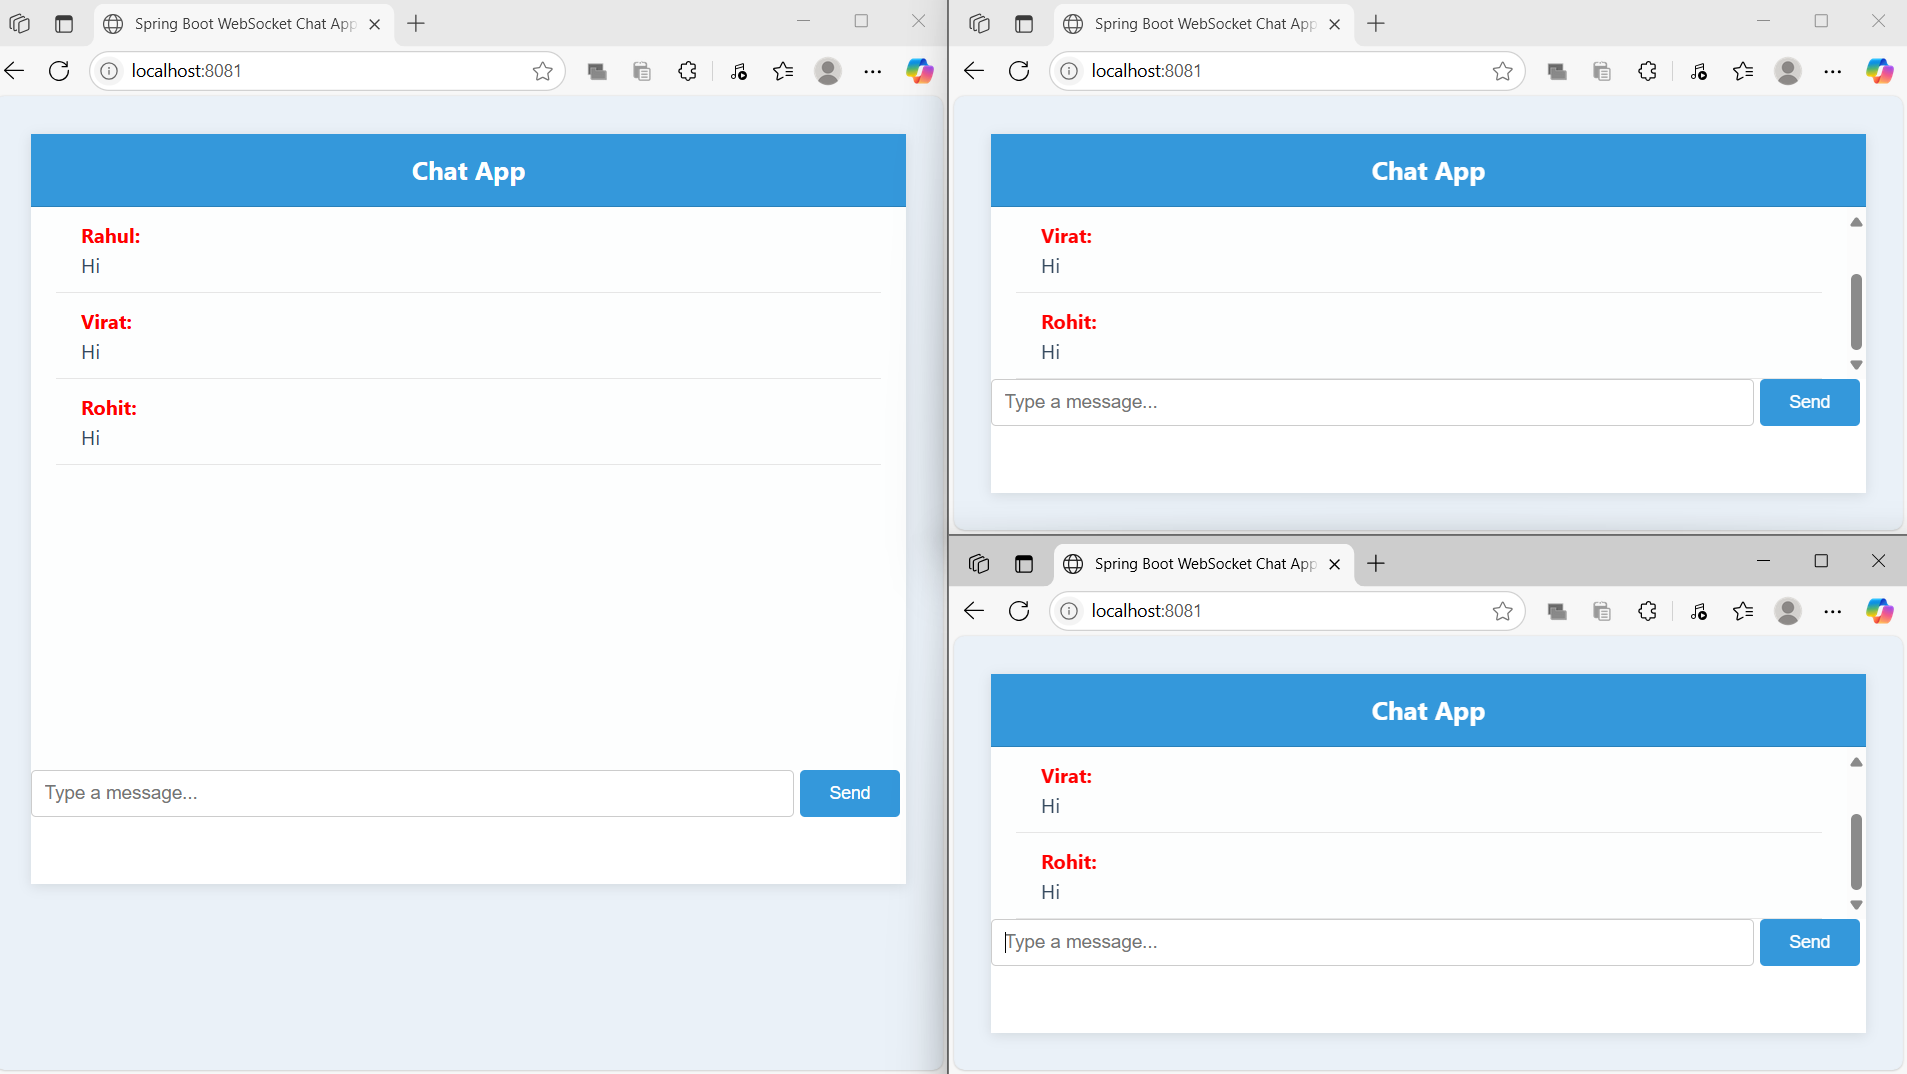 Spring Boot WebSocket Chat App
localhost:8081
Chat App
Rahul:
Hi
Virat:
Hi
Rohit:
Hi
Type a message...
Send
Spring Boot WebSocket Chat App
localhost:8081
Chat App
Virat:
Hi
Rohit:
Hi
Type a message...
Send
Spring Boot WebSocket Chat App
localhost:8081
Chat App
Virat:
Hi
Rohit:
Hi
Type a message...
Send